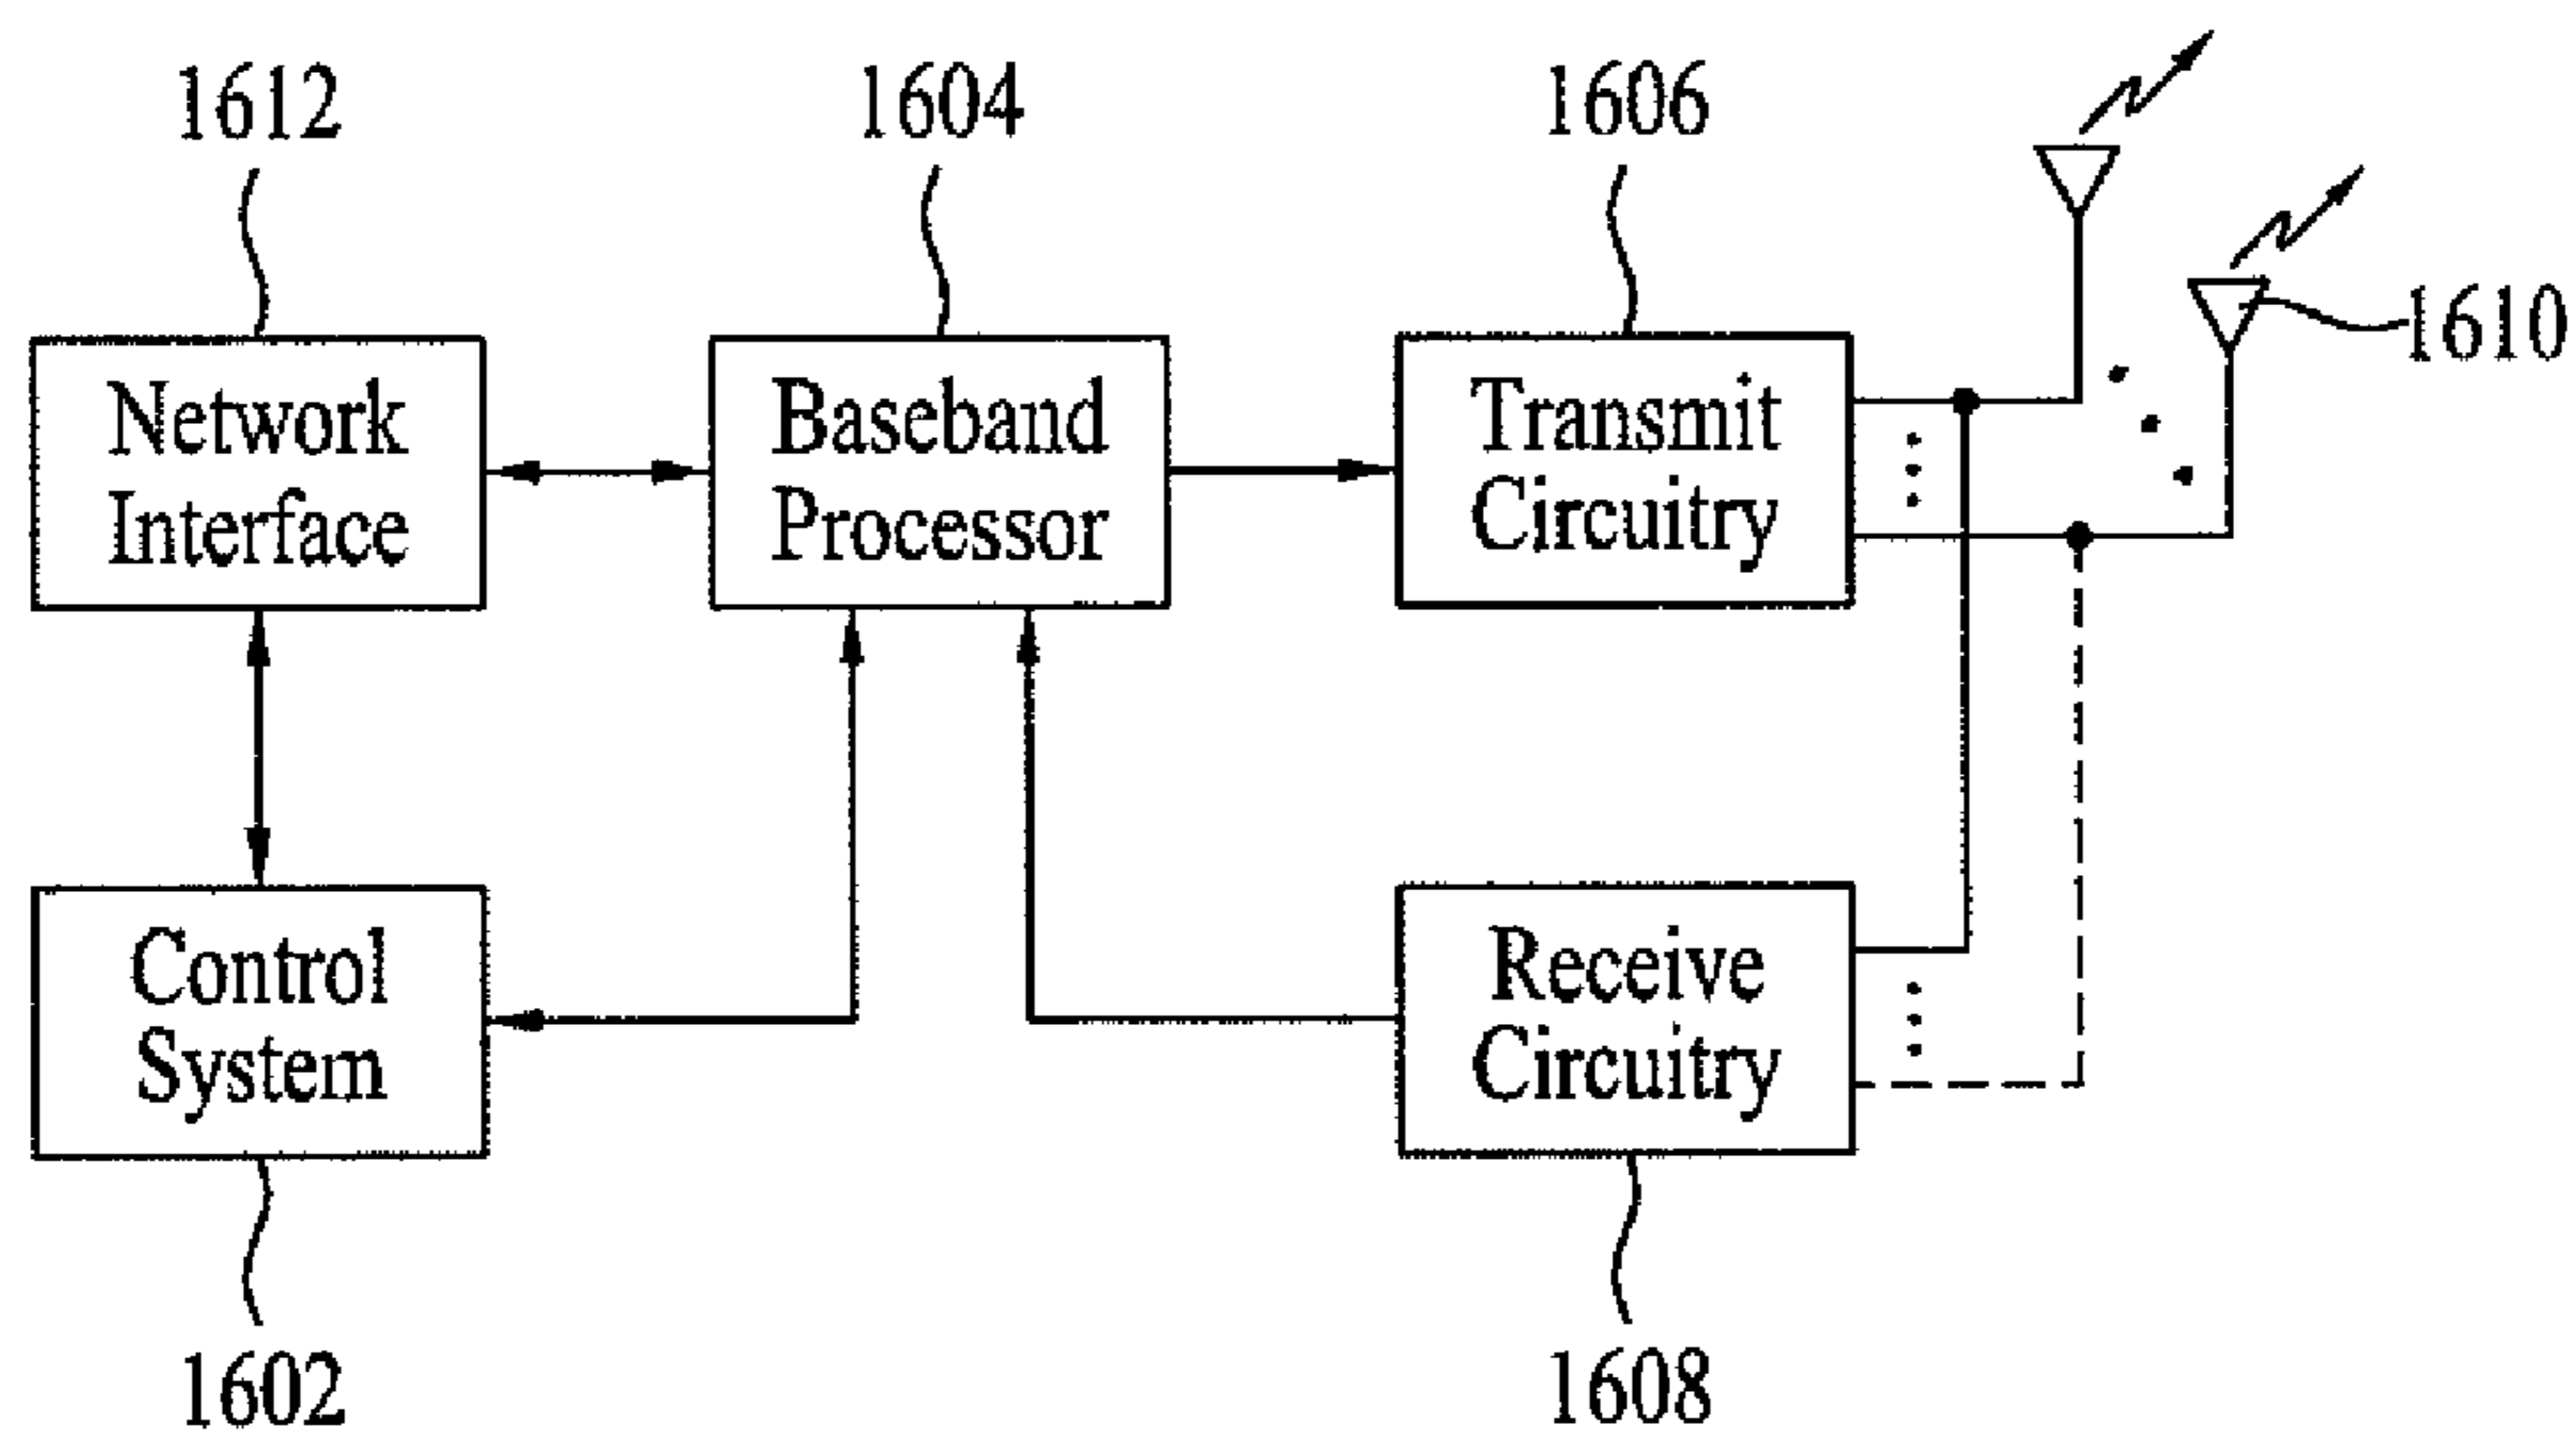 1612
1604
1606
1610
Network
Interface
Baseband
Processor
Transmit
Circuitry
Control
System
Receive
Circuitry
1602
1608